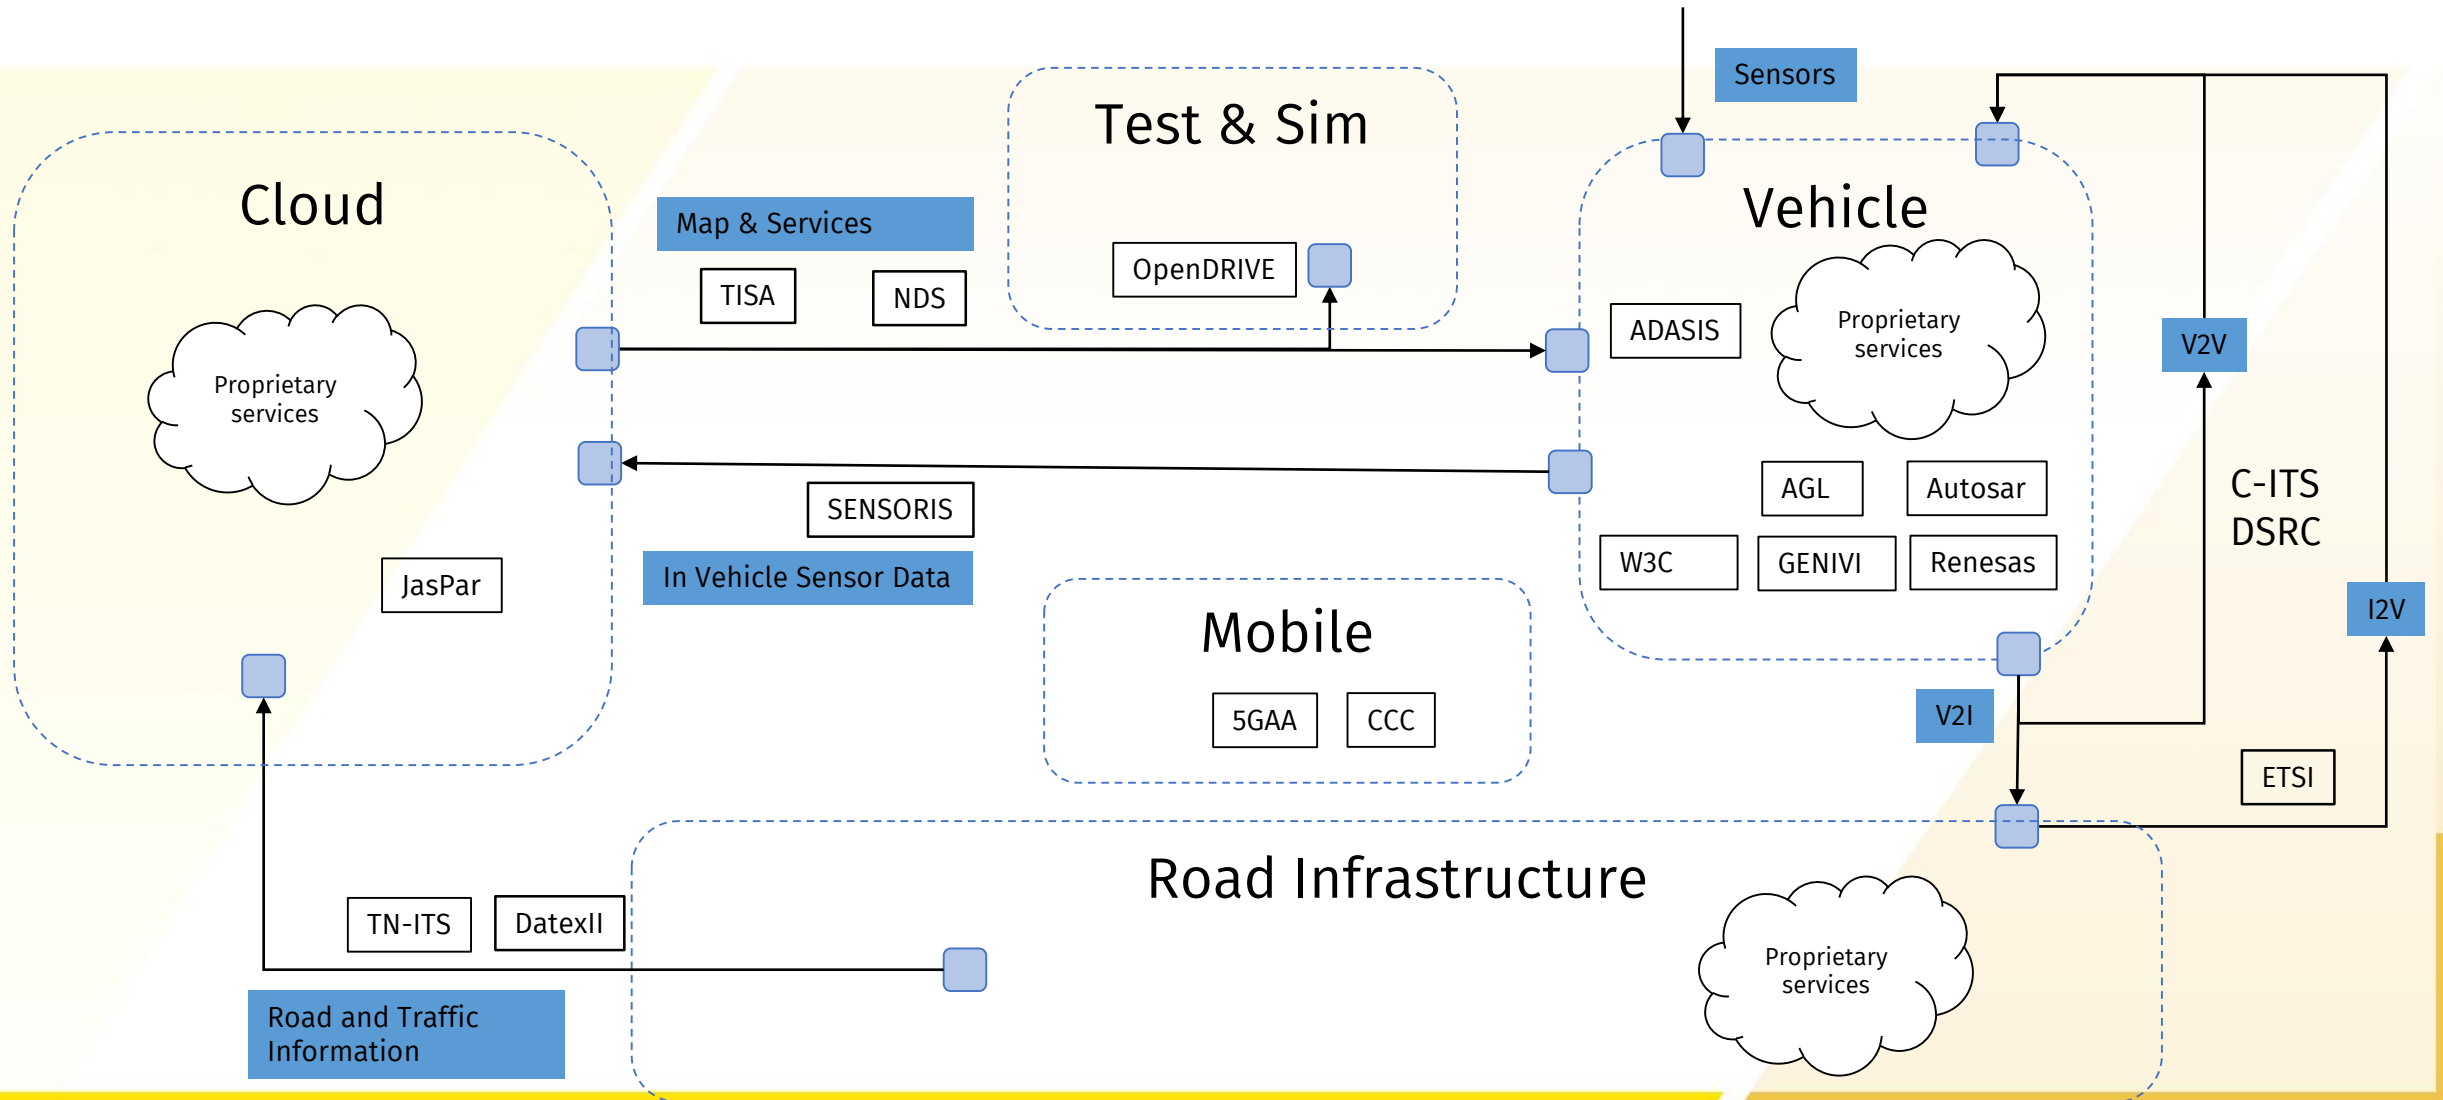 Sensors
Test & Sim
Cloud
Vehicle
Map & Services
TISA
NDS
OpenDRIVE
ADASIS
Proprietary
services
V2V
Proprietary
services
AGL
Autosar
C-ITS
DSRC
SENSORIS
W3C
GENIVI
Renesas
In Vehicle Sensor Data
JasPar
I2V
Mobile
5GAA
CCC
V2I
ETSI
Road Infrastructure
TN-ITS
DatexII
Proprietary
services
Road and Traffic
Information